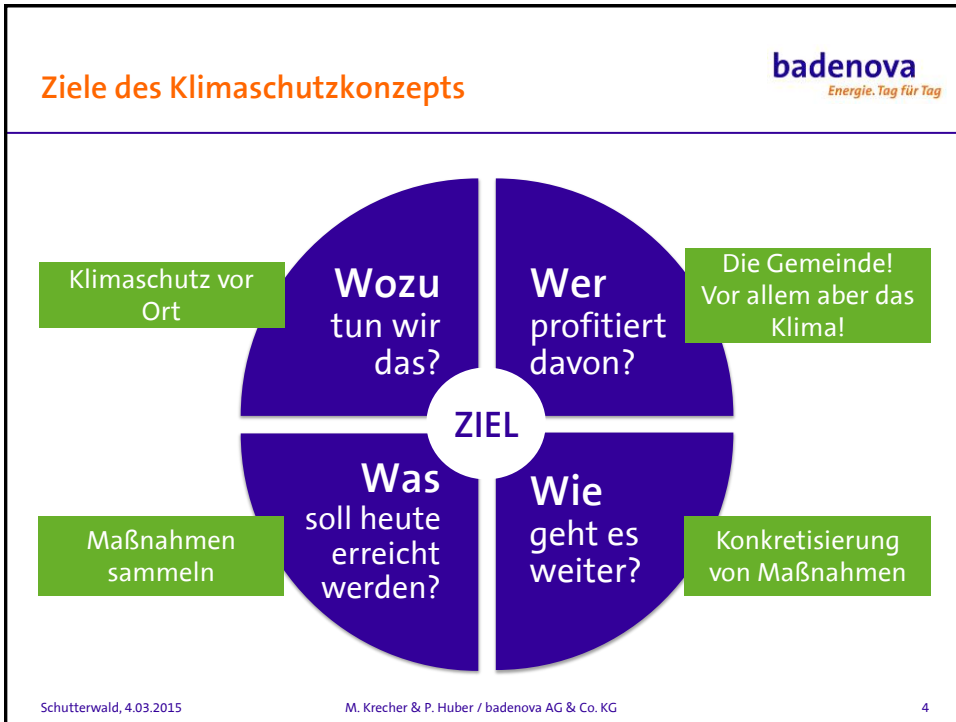 Ziele des Klimaschutzkonzepts
badenova
Energie. Tag für Tag
Klimaschutz vor
Ort
Wozu
tun wir
das?
Wer
profitiert
davon?
Die Gemeinde!
Vor allem aber das
Klima!
ZIEL
Maßnahmen
sammeln
Was
soll heute
erreicht
werden?
Wie
geht es
weiter?
Konkretisierung
von Maßnahmen
Schutterwald, 4.03.2015
M. Krecher & P. Huber / badenova AG & Co. KG
4